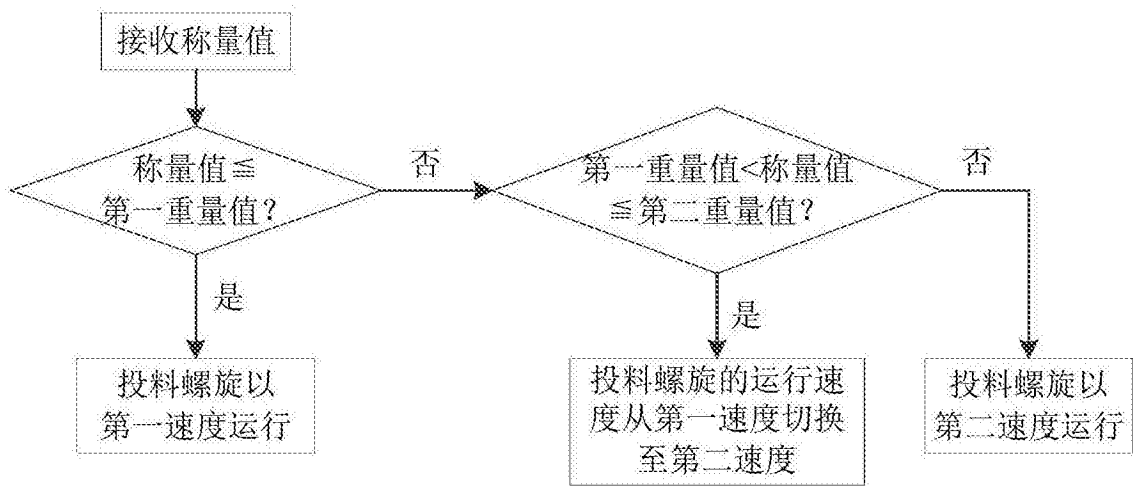 接收称量值
称量值≦
第一重量值？
否
第一重量值<称量值
≦第二重量值？
否
是
是
投料螺旋以
第一速度运行
投料螺旋的运行速
度从第一速度切换
至第二速度
投料螺旋以
第二速度运行